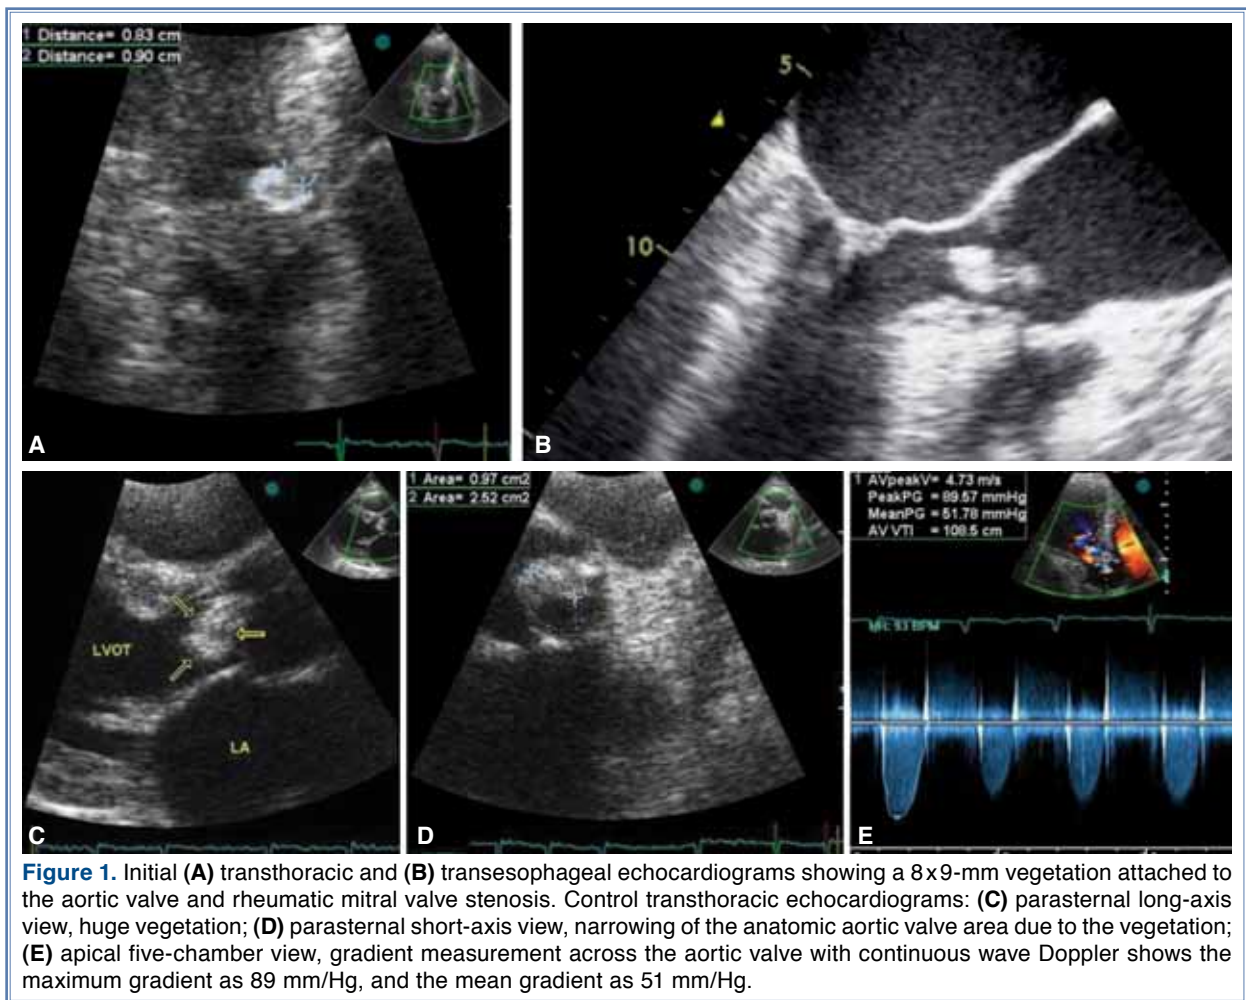 1 Distance= 0.83 cm
2 Distance= 0.90 cm
A
5
10
B
LVOT
LA
C
1 Area= 0.97 cm2
2 Area= 2.52 cm2
D
1 AVpeakV= 4.73 m/s
PeakPG =89.57 mmHg
MeanPG =51.78 mmHg
AV VTI = 108.5 cm
BPM
E
Figure 1. Initial (A) transthoracic and (B) transesophageal echocardiograms showing a 8x9-mm vegetation attached to
the aortic valve and rheumatic mitral valve stenosis. Control transthoracic echocardiograms: (C) parasternal long-axis
view, huge vegetation; (D) parasternal short-axis view, narrowing of the anatomic aortic valve area due to the vegetation;
(E) apical five-chamber view, gradient measurement across the aortic valve with continuous wave Doppler shows the
maximum gradient as 89 mm/Hg, and the mean gradient as 51 mm/Hg.